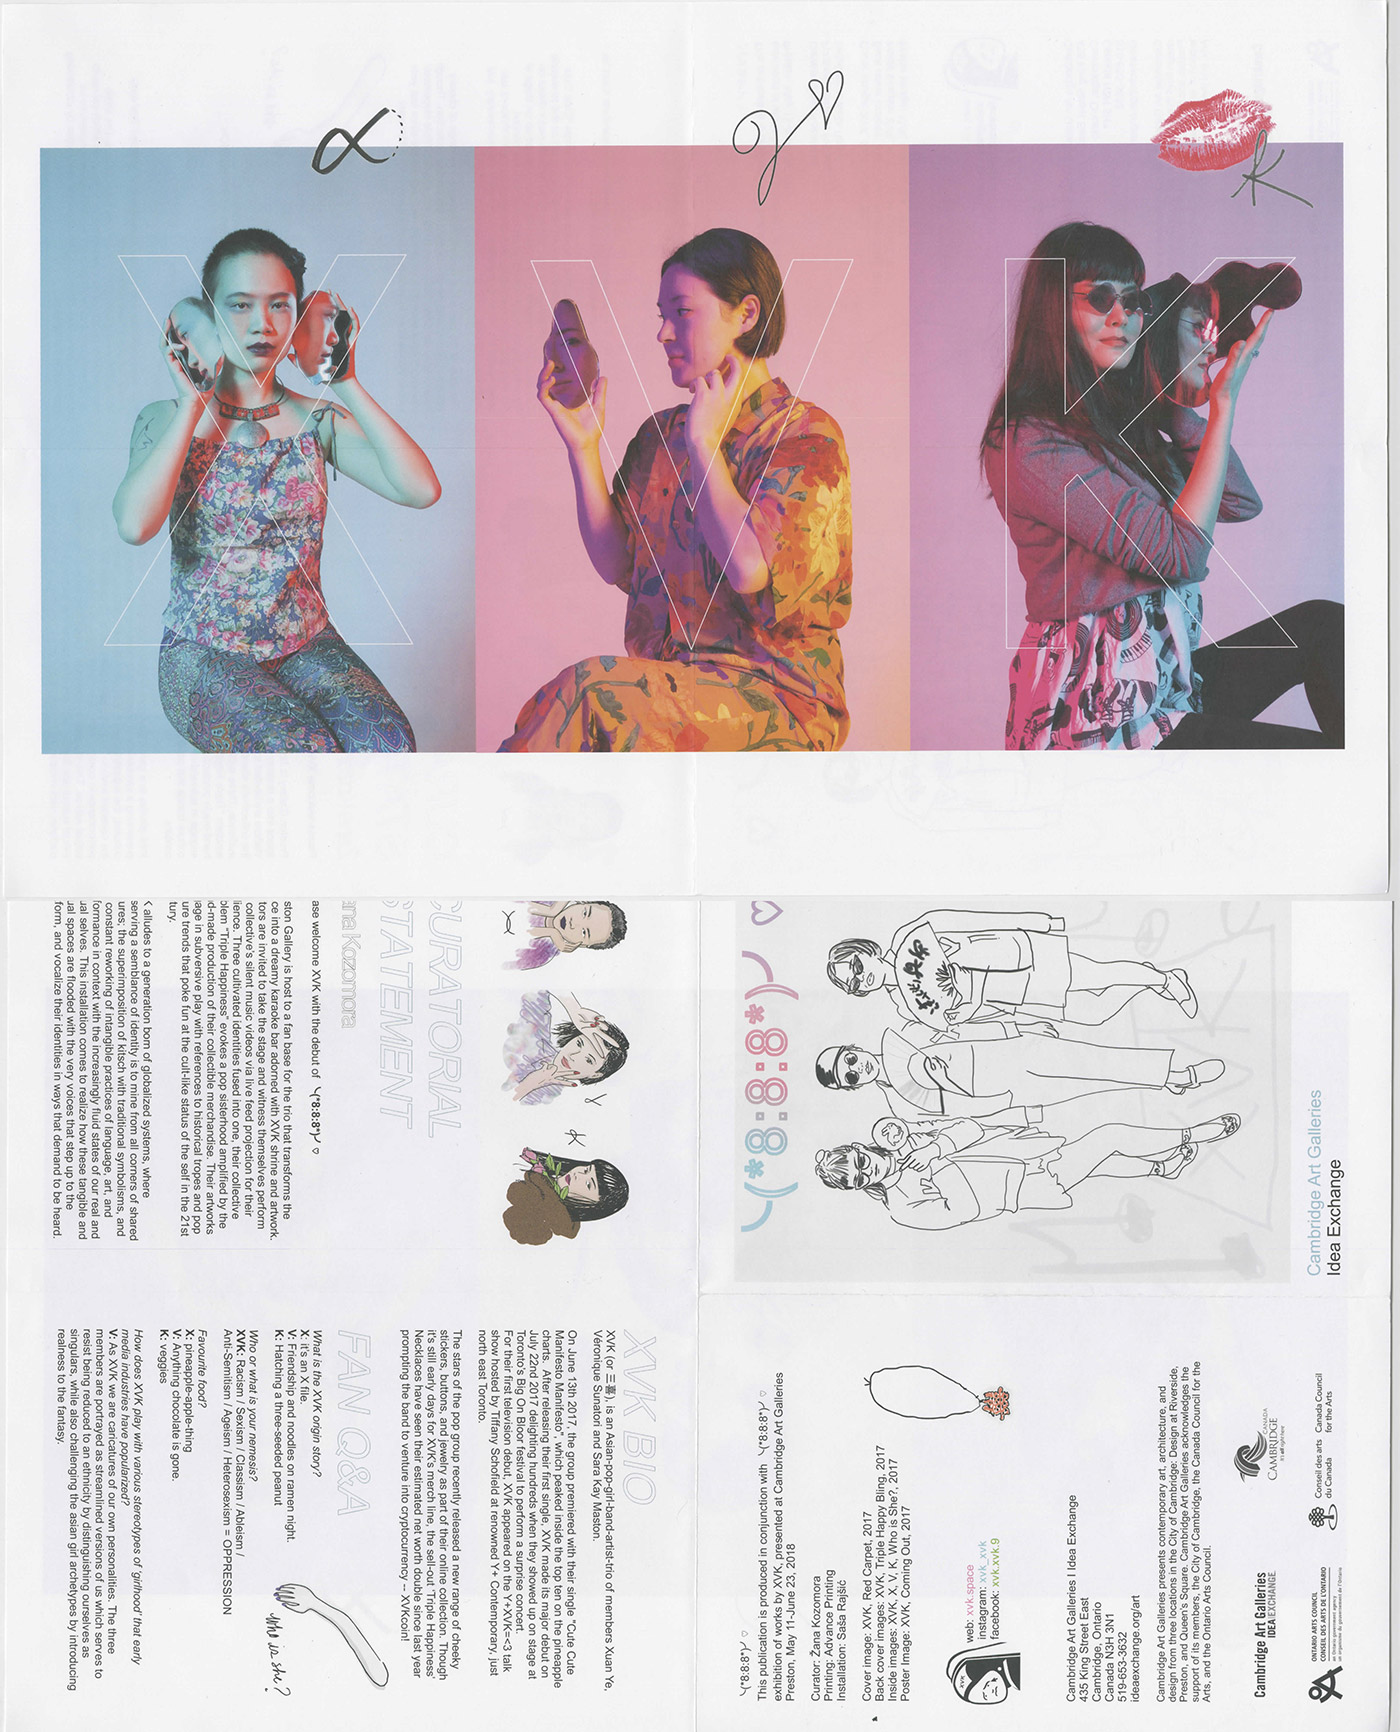 X
V
K
X
V
K
ase welcome XVK with the debut of ╰(*8:8:8*)╯ ♡
CURATORIAL
STATEMENT
ana Kozomora
ston Gallery is host to a fan base for the trio that transforms the
ce into a dreamy karaoke bar adorned with XVK shrine and artwork.
tors are invited to take the stage and witness themselves perform
collective's silent music videos via live feed projection for their
ience. Three cultivated identities fused into one, their collective
blem "Triple Happiness" evokes a pop sisterhood amplified by the
d-made production of their collectible merchandise. Their artworks
age in subversive play with references to historical tropes and pop
ure trends that poke fun at the cult-like status of the self in the 21st
tury.
K alludes to a generation born of globalized systems, where
serving a semblance of identity is to mine from all corners of shared
ures; the superimposition of kitsch with traditional symbolisms, and
constant reworking of intangible practices of language, art, and
formance in context with the increasingly fluid states of our real and
ual selves. This installation comes to realize how these tangible and
ual spaces are flooded with the very voices that step up to the
form, and vocalize their identities in ways that demand to be heard.
Y
K
XVK BIO
XVK (or 三喜), is an Asian-pop-girl-band-artist-trio of members Xuan Ye,
Véronique Sunatori and Sara Kay Maston.
On June 13th 2017, the group premiered with their single "Cute Cute
Manifesto Manifesto", which peaked inside the top ten on the pineapple
charts. After releasing their first single, XVK made its major debut on
July 22nd 2017 delighting hundreds when they showed up on stage at
Toronto's Big On Bloor festival to perform a surprise concert.
For their first television debut, XVK appeared on the Y+XVK=<3 talk
show hosted by Tiffany Schofield at renowned Y+ Contemporary, just
north east Toronto.
The stars of the pop group recently released a new range of cheeky
stickers, buttons, and jewelry as part of their online collection. Though
it's still early days for XVK's merch line, the sell-out 'Triple Happiness'
Necklaces have seen their estimated net worth double since last year
prompting the band to venture into cryptocurrency -- XVKcoin!
FAN Q&A
What is the XVK origin story?
X: it's an X file.
V: Friendship and noodles on ramen night.
K: Hatching a three-seeded peanut
Who or what is your nemesis?
XVK: Racism / Sexism / Classism / Ableism /
Anti-Semitism / Ageism / Heterosexism = OPPRESSION
Favourite food?
X: pineapple-apple-thing
V: Anything chocolate is gone.
K: veggies
How does XVK play with various stereotypes of 'girlhood' that early
media industries have popularized?
V: As XVK we are caricatures of our own personalities. The three
members are portrayed as streamlined versions of us which serves to
resist being reduced to an ethnicity by distinguishing ourselves as
singulars, while also challenging the asian girl archetypes by introducing
realness to the fantasy.
who is she?
╰(*8:8:8*)╯ ♡
Cambridge Art Galleries
Idea Exchange
╰(*8:8:8*)╯ ♡
This publication is produced in conjunction with ╰(*8:8:8*)╯ ♡
exhibition of works by XVK, presented at Cambridge Art Galleries
Preston, May 11-June 23, 2018
Curator: Žana Kozomora
Printing: Advance Printing
Installation: Saša Rajšić
Cover image: XVK, Red Carpet, 2017
Back cover images: XVK, Triple Happy Bling, 2017
Inside images: XVK, X, V, K, Who is She?, 2017
Poster Image: XVK, Coming Out, 2017
XVK
web: xvk.space
instagram: xvk_xvk
facebook: xvk.xvk.9
Cambridge Art Galleries I Idea Exchange
435 King Street East
Cambridge, Ontario
Canada N3H 3N1
519-653-3632
ideaexchange.org/art
Cambridge Art Galleries presents contemporary art, architecture, and
design from three locations in the City of Cambridge: Design at Riverside,
Preston, and Queen's Square. Cambridge Art Galleries acknowledges the
support of its members, the City of Cambridge, the Canada Council for the
Arts, and the Ontario Arts Council.
Cambridge Art Galleries
IDEA EXCHANGE
CANADA
CAMBRIDGE
It's all right here
ONTARIO ARTS COUNCIL
CONSEIL DES ARTS DE L'ONTARIO
an Ontario government agency
un organisme du gouvernement de l'Ontario
Conseil des arts
du Canada
Canada Council
for the Arts